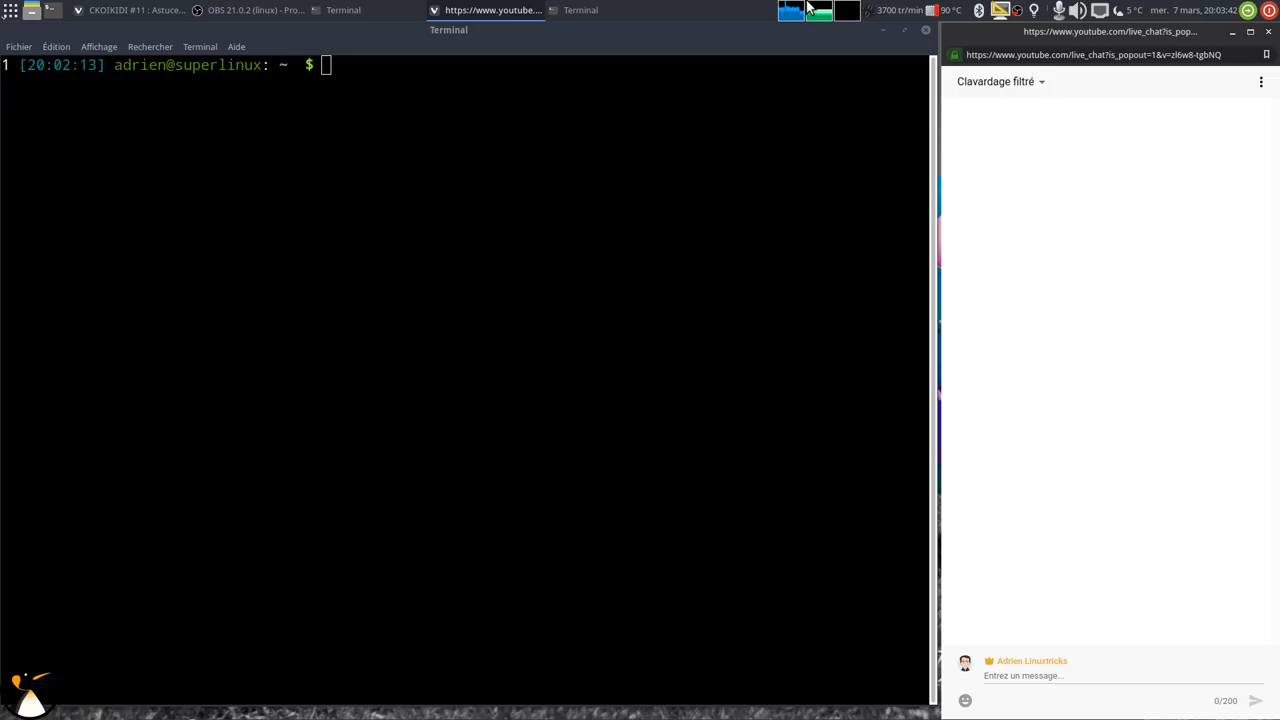 CKOIKIDI #11 : Astuce... OBS 21.0.2 (linux) - Pro... Terminal https://www.youtube.... Terminal 3700 tr/min 90 °C 5 °C mer. 7 mars, 20:03:42
Terminal
Fichier Édition Affichage Rechercher Terminal Aide
1 [20:02:13] adrien@superlinux: ~ $
https://www.youtube.com/live_chat?is_pop...
https://www.youtube.com/live_chat?is_popout=1&v=zl6w8-tgbNQ
Clavardage filtré
Adrien Linuxtricks
Entrez un message...
0/200